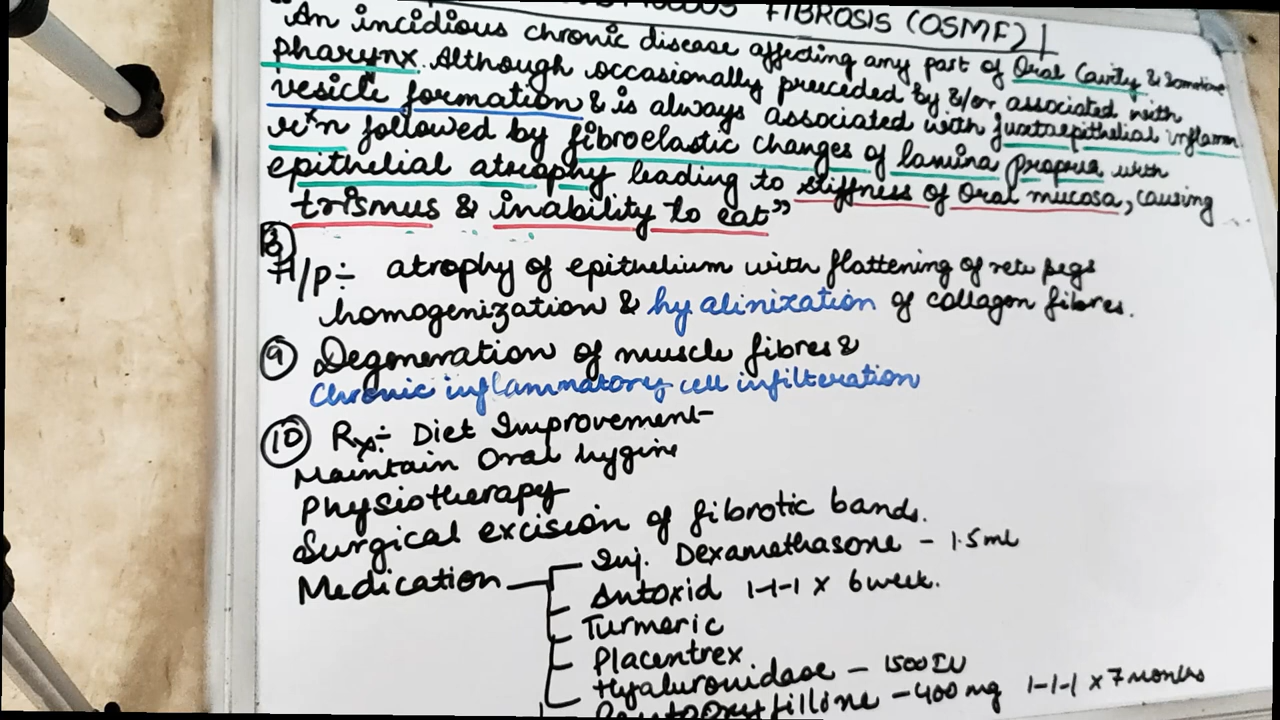 FIBROSIS (OSMF)
"An incidious chronic disease affecting any part of Oral Cavity & Sometime
pharynx. Although occasionally preceded by &/or associated with
vesicle formation & is always associated with juxtaepithelial inflamm
rxn followed by fibroelastic changes of lamina propria with
epithelial atrophy leading to stiffness of Oral mucosa, causing
trismus & inability to eat"
H/P÷ atrophy of epithelium with flattening of rete pegs
homogenization & hyalinization of collagen fibres.
9 Degeneration of muscle fibres &
Chronic inflammatory cell infilteration
10 Rx÷ Diet Improvement
Maintain Oral hygine
Physiotherapy
Surgical excision of fibrotic bands.
Medication Inj. Dexamethasone - 1.5ml
Antoxid 1-1-1 x 6 week.
Turmeric
Placentrex
Hyaluronidase - 1500 IU
400 mg 1-1-1 x 7 months